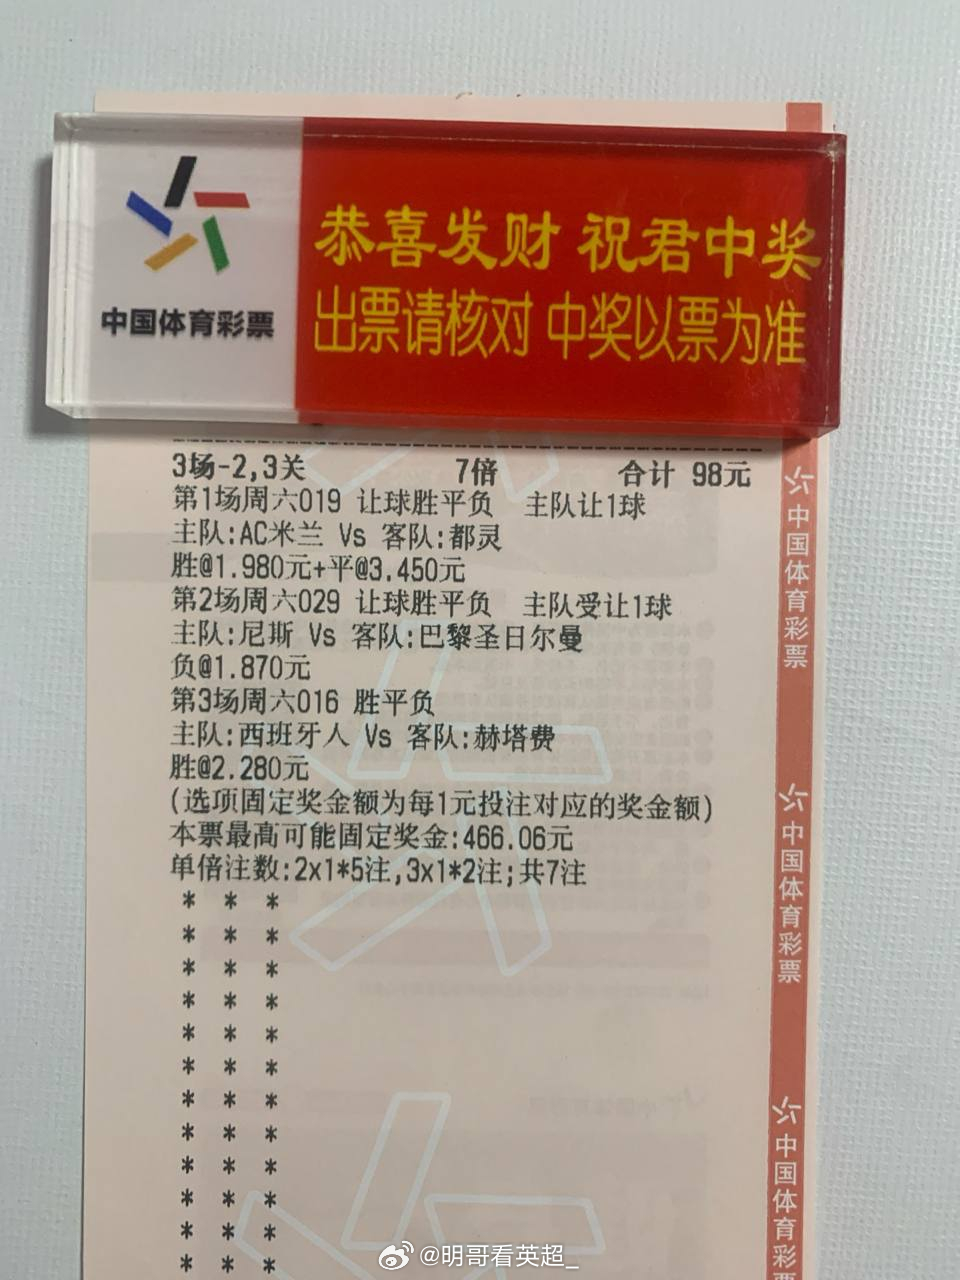 恭喜发财 祝君中奖
出票请核对 中奖以票为准
中国体育彩票
3场-2,3关 7倍 合计 98元
第1场周六019 让球胜平负 主队让1球
主队:AC米兰 Vs 客队:都灵
胜@1.980元+平@3.450元
第2场周六029 让球胜平负 主队受让1球
主队:尼斯 Vs 客队:巴黎圣日尔曼
负@1.870元
第3场周六016 胜平负
主队:西班牙人 Vs 客队:赫塔费
胜@2.280元
(选项固定奖金额为每1元投注对应的奖金额)
本票最高可能固定奖金:466.06元
单倍注数:2x1*5注,3x1*2注;共7注
* * *
* * *
* * *
* * *
* * *
* * *
* * *
* * *
* * *
* * *
* * *
* * *
中国体育彩票
中国体育彩票
中国体育彩票
@明哥看英超_